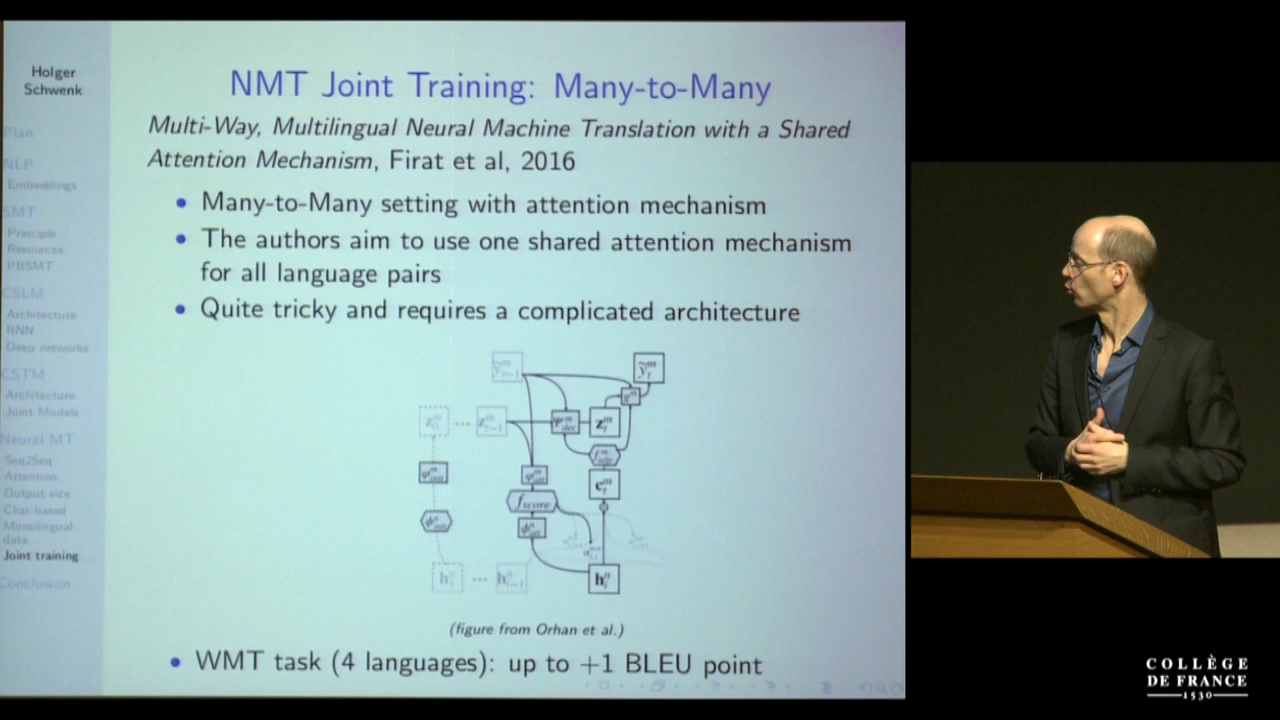 Holger
Schwenk
Plan
NLP
Embeddings
SMT
Principle
Resources
PBSMT
CSLM
Architecture
RNN
Deep networks
CSTM
Architecture
Joint Models
Neural MT
Seq2Seq
Attention
Output size
Char-based
Monolingual
data
Joint training
Conclusion
NMT Joint Training: Many-to-Many
Multi-Way, Multilingual Neural Machine Translation with a Shared
Attention Mechanism, Firat et al, 2016
• Many-to-Many setting with attention mechanism
• The authors aim to use one shared attention mechanism
for all language pairs
• Quite tricky and requires a complicated architecture
f_score
(figure from Orhan et al.)
• WMT task (4 languages): up to +1 BLEU point
COLLÈGE
DE FRANCE
1530